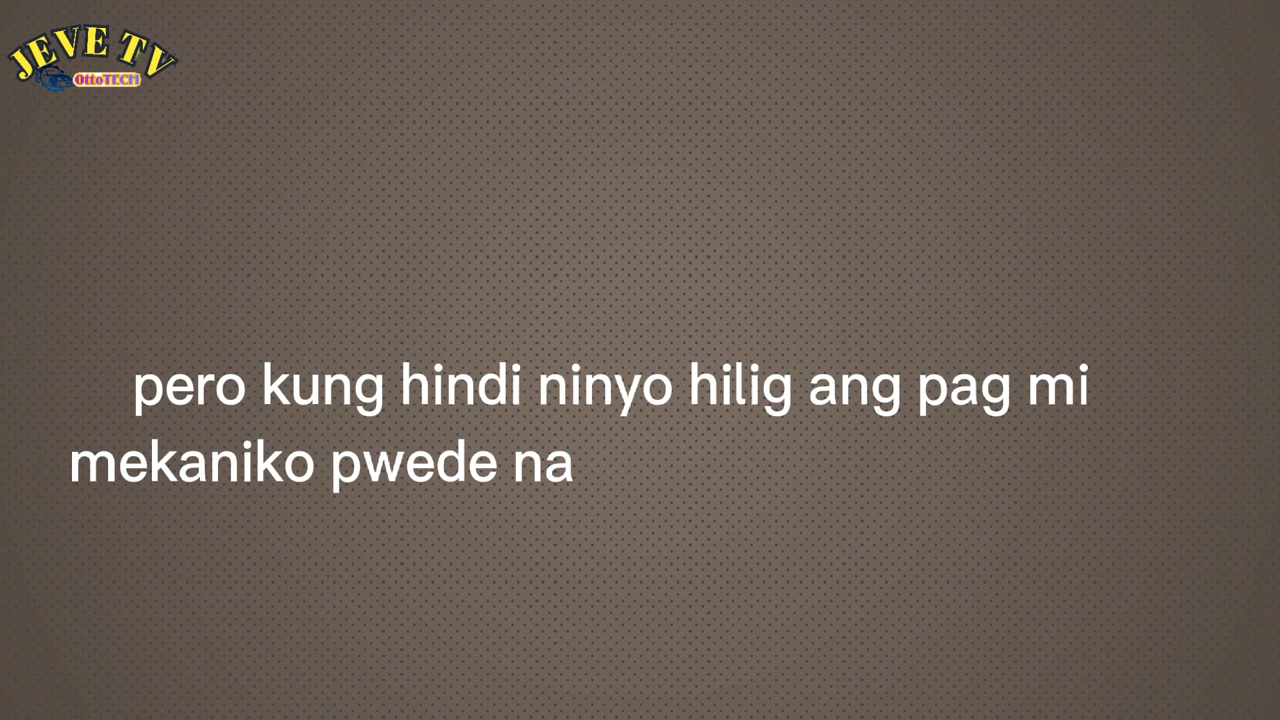 JEVE TV
OttoTECH
pero kung hindi ninyo hilig ang pag mi
mekaniko pwede na